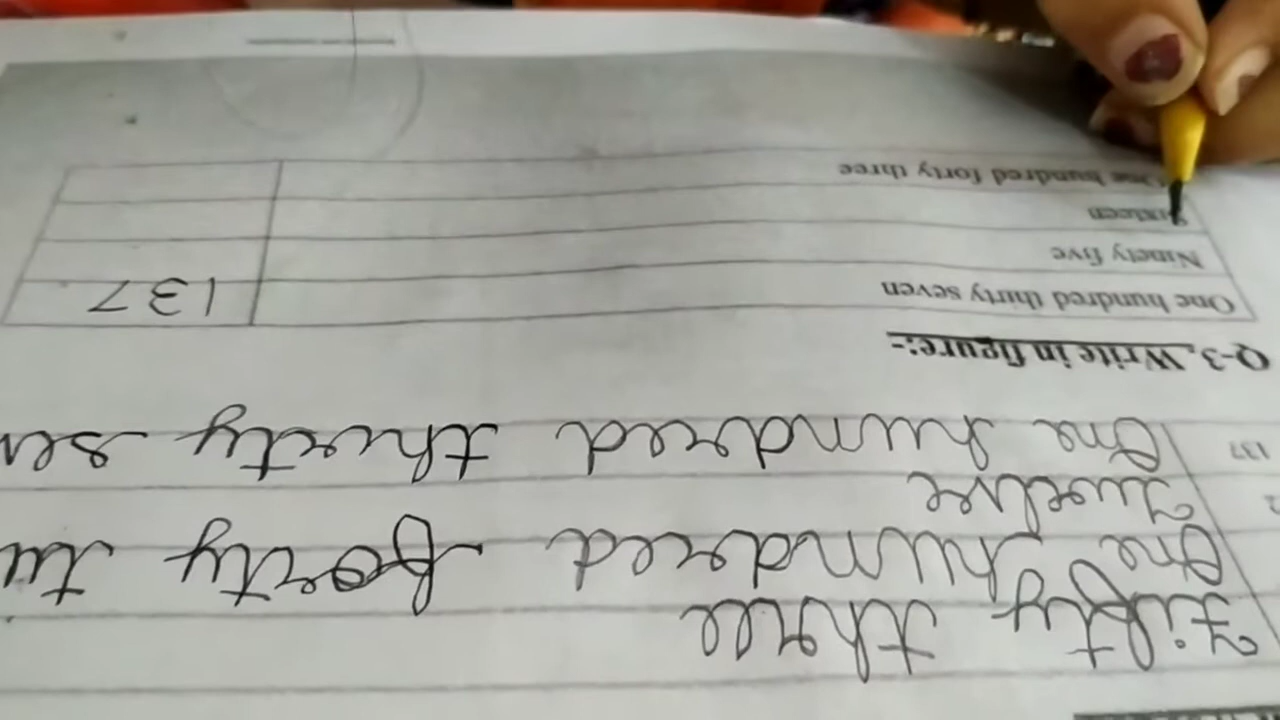 Fifty three
One hundred forty
Twelve
137 One hundred thirty
Q-3. Write in figure:-
One hundred thirty seven 137
Ninety five
Sixteen
One hundred forty three